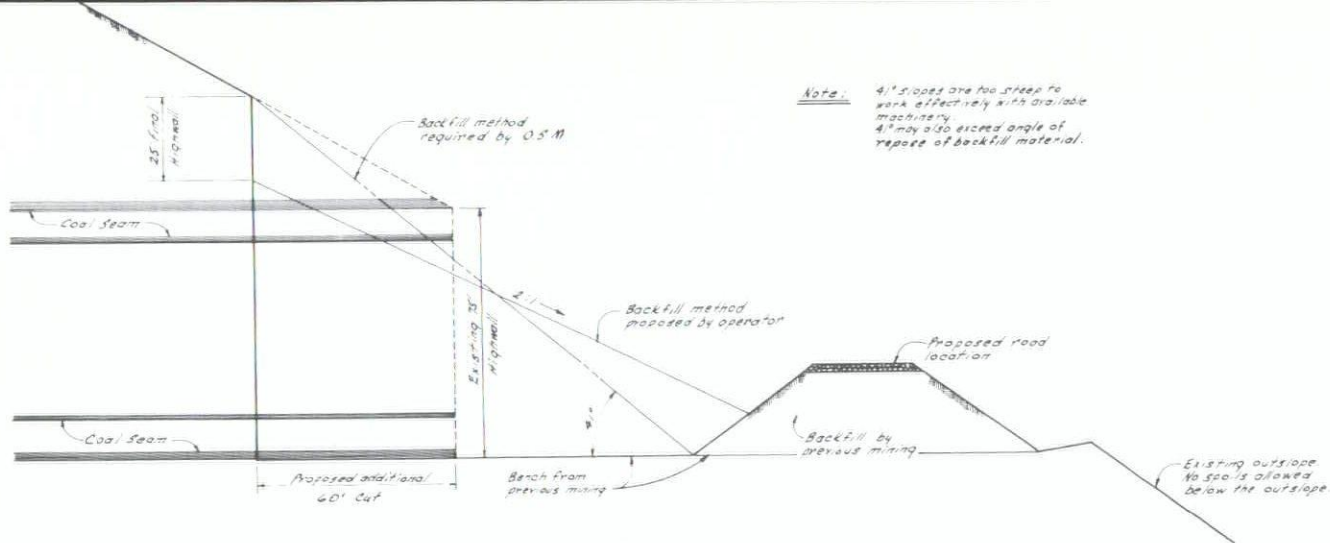 Note:
41° slopes are too steep to
work effectively with available
machinery.
41° may also exceed angle of
repose of backfill material.
Backfill method
required by O S M
25' Final
Highwall
Coal Seam
2:1
Existing 75'
Highwall
Backfill method
proposed by operator
Proposed road
location
41°
Coal Seam
Backfill by
previous mining
Proposed additional
60' Cut
Bench from
previous mining
Existing outslope.
No spoils allowed
below the outslope.